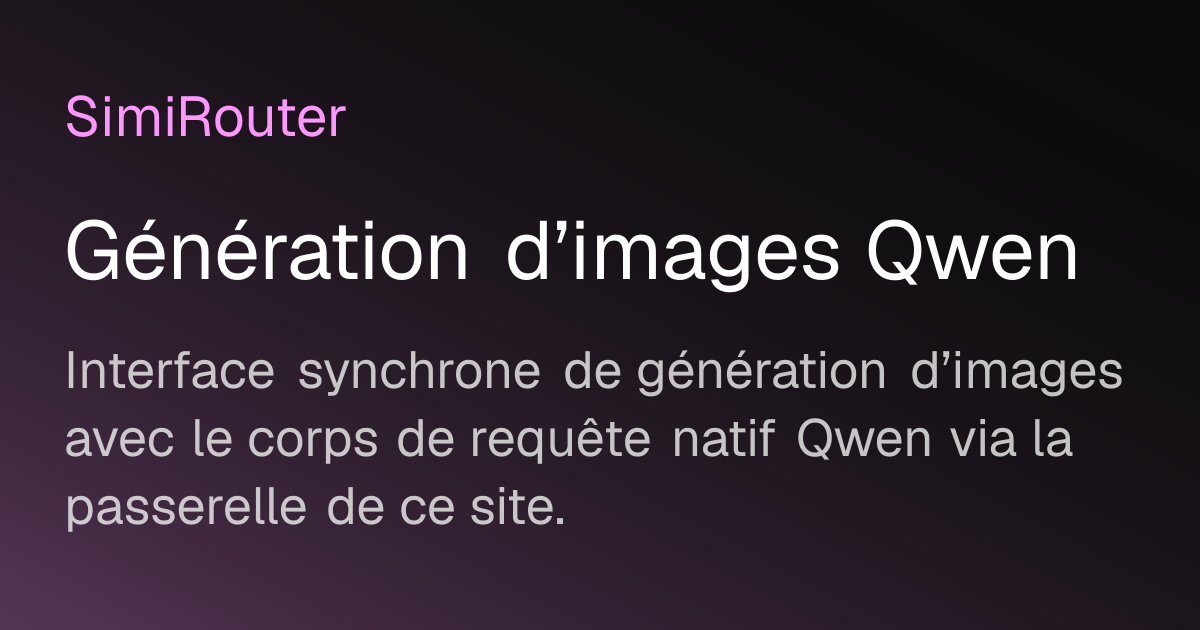 SimiRouter
Génération d’images Qwen
Interface synchrone de génération d’images
avec le corps de requête natif Qwen via la
passerelle de ce site.